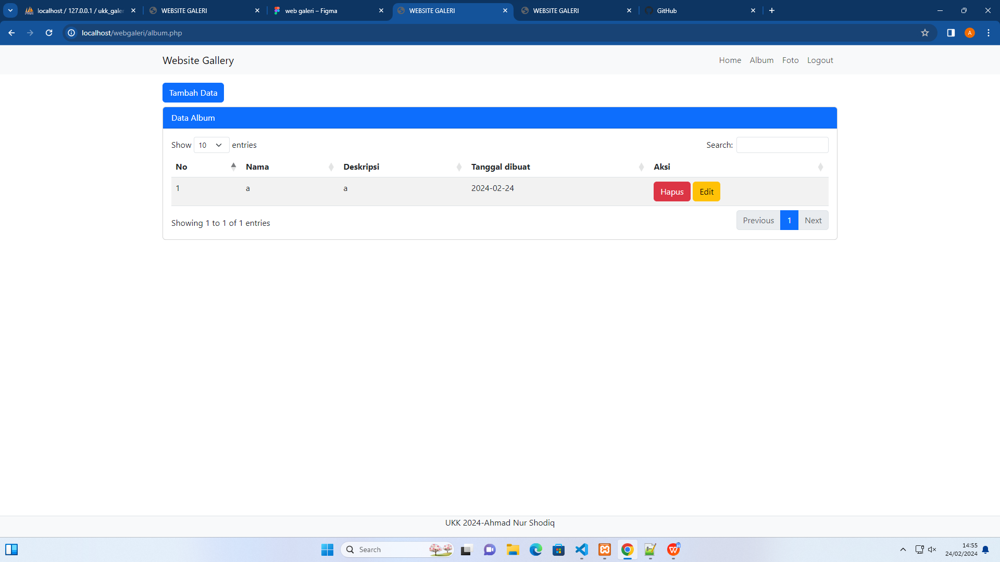 localhost / 127.0.0.1 / ukk_galer
WEBSITE GALERI
web galeri – Figma
WEBSITE GALERI
WEBSITE GALERI
GitHub
localhost/webgaleri/album.php
A
Website Gallery
Home Album Foto Logout
Tambah Data
Data Album
Show 10 entries
Search:
No Nama Deskripsi Tanggal dibuat Aksi
1 a a 2024-02-24 Hapus Edit
Showing 1 to 1 of 1 entries
Previous 1 Next
UKK 2024-Ahmad Nur Shodiq
Search
14:55
24/02/2024